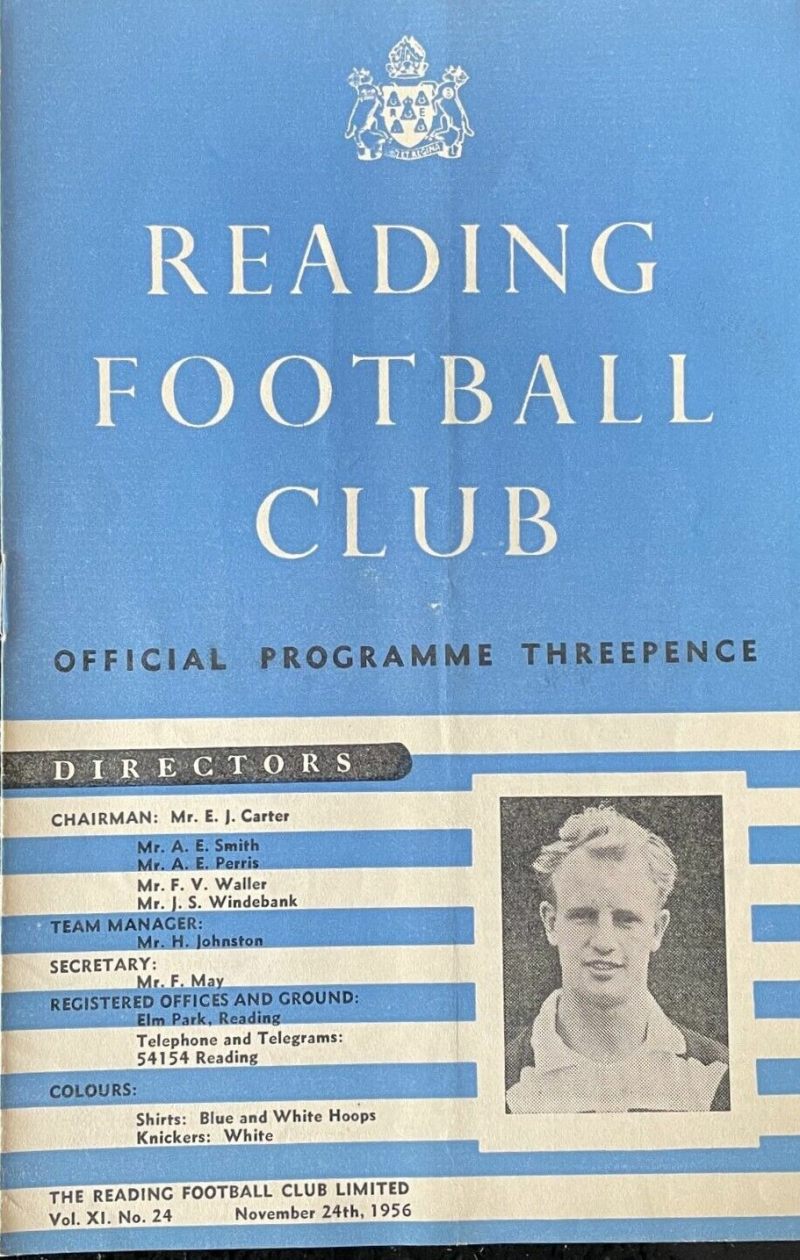 R E
ET REGINA
READING
FOOTBALL
CLUB
OFFICIAL PROGRAMME THREEPENCE
DIRECTORS
CHAIRMAN: Mr. E. J. Carter
Mr. A. E. Smith
Mr. A. E. Perris
Mr. F. V. Waller
Mr. J. S. Windebank
TEAM MANAGER:
Mr. H. Johnston
SECRETARY:
Mr. F. May
REGISTERED OFFICES AND GROUND:
Elm Park, Reading
Telephone and Telegrams:
54154 Reading
COLOURS:
Shirts: Blue and White Hoops
Knickers: White
THE READING FOOTBALL CLUB LIMITED
Vol. XI. No. 24 November 24th, 1956